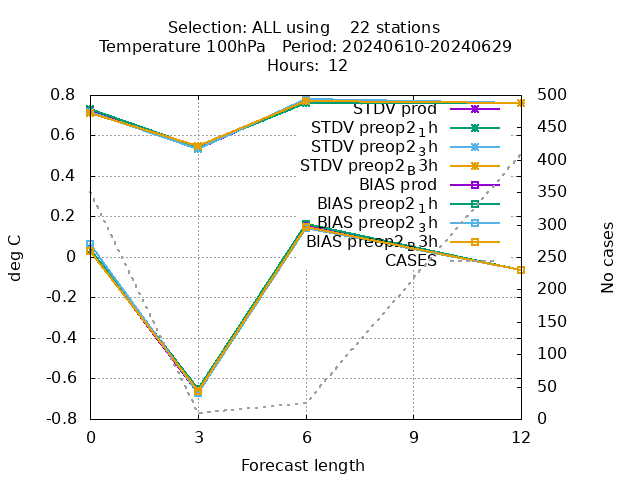 Selection: ALL using    22 stations
Temperature 100hPa   Period: 20240610-20240629
Hours: 12
0.8
0.6
0.4
0.2
0
-0.2
-0.4
-0.6
-0.8
deg C
500
450
400
350
300
250
200
150
100
50
0
No cases
STDV prod
STDV preop2_1h
STDV preop2_3h
STDV preop2_B3h
BIAS prod
BIAS preop2_1h
BIAS preop2_3h
BIAS preop2_B3h
CASES
0 3 6 9 12
Forecast length